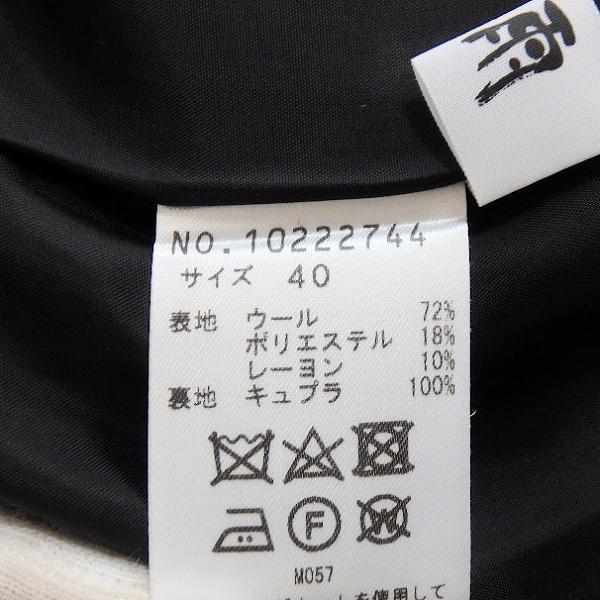 NO.10222744
サイズ 40
表地 ウール 72%
ポリエステル 18%
レーヨン 10%
裏地 キュプラ 100%
F
W
M057
を使用して